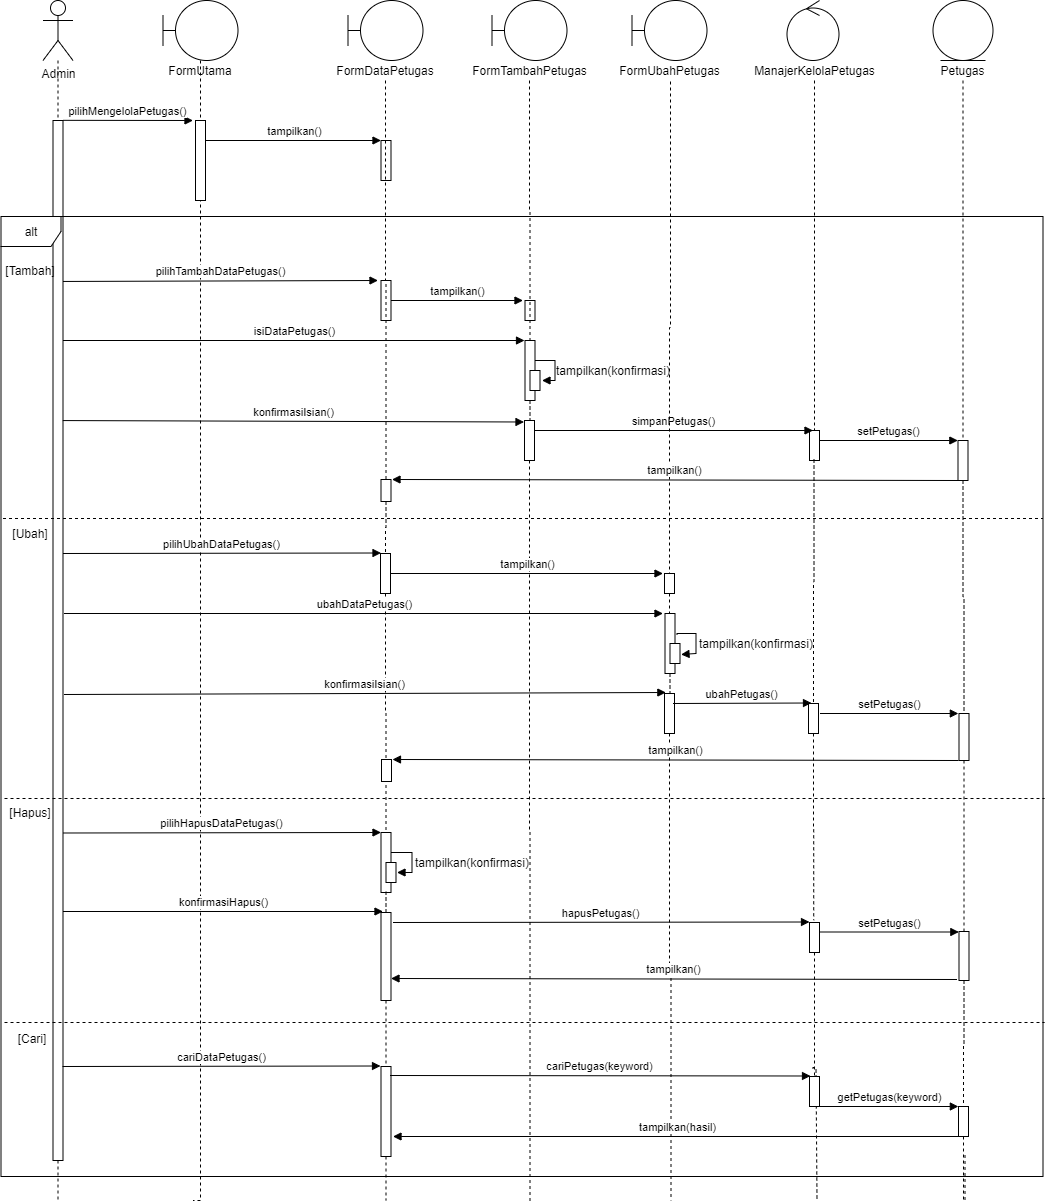 Admin
FormUtama
FormDataPetugas
FormTambahPetugas
FormUbahPetugas
ManajerKelolaPetugas
Petugas
pilihMengelolaPetugas()
tampilkan()
alt
[Tambah]
pilihTambahDataPetugas()
tampilkan()
isiDataPetugas()
tampilkan(konfirmasi)
konfirmasiIsian()
simpanPetugas()
setPetugas()
tampilkan()
[Ubah]
pilihUbahDataPetugas()
tampilkan()
ubahDataPetugas()
tampilkan(konfirmasi)
konfirmasiIsian()
ubahPetugas()
setPetugas()
tampilkan()
[Hapus]
pilihHapusDataPetugas()
tampilkan(konfirmasi)
konfirmasiHapus()
hapusPetugas()
setPetugas()
tampilkan()
[Cari]
cariDataPetugas()
cariPetugas(keyword)
getPetugas(keyword)
tampilkan(hasil)